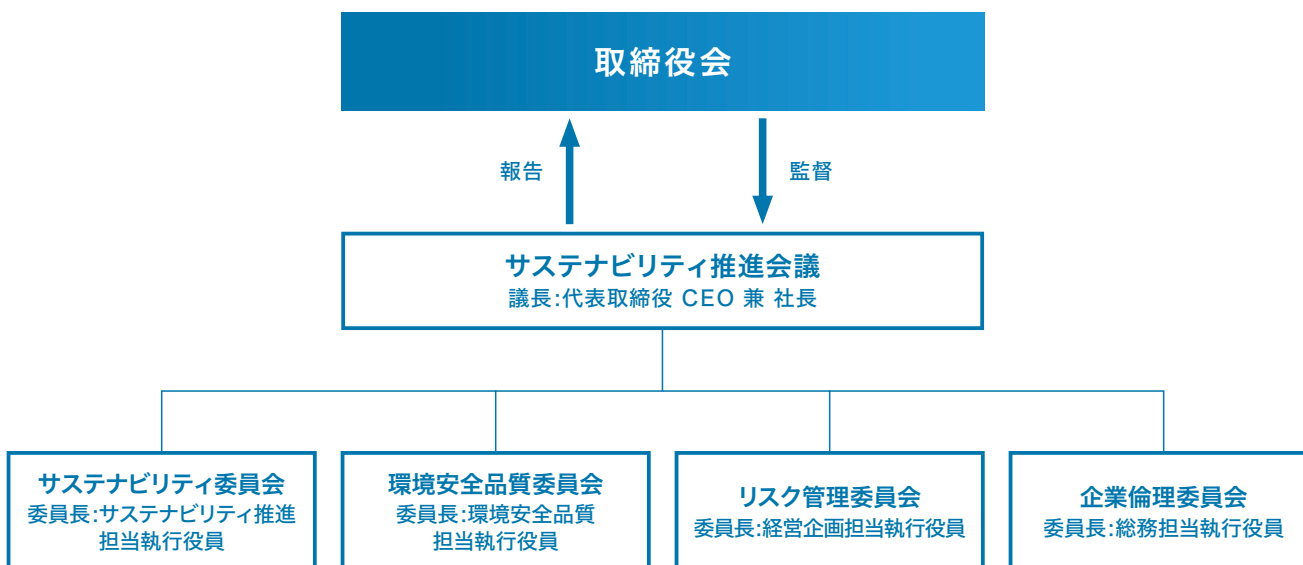 取締役会
報告
監督
サステナビリティ推進会議
議長:代表取締役 CEO 兼 社長
サステナビリティ委員会
委員長:サステナビリティ推進
担当執行役員
環境安全品質委員会
委員長:環境安全品質
担当執行役員
リスク管理委員会
委員長:経営企画担当執行役員
企業倫理委員会
委員長:総務担当執行役員